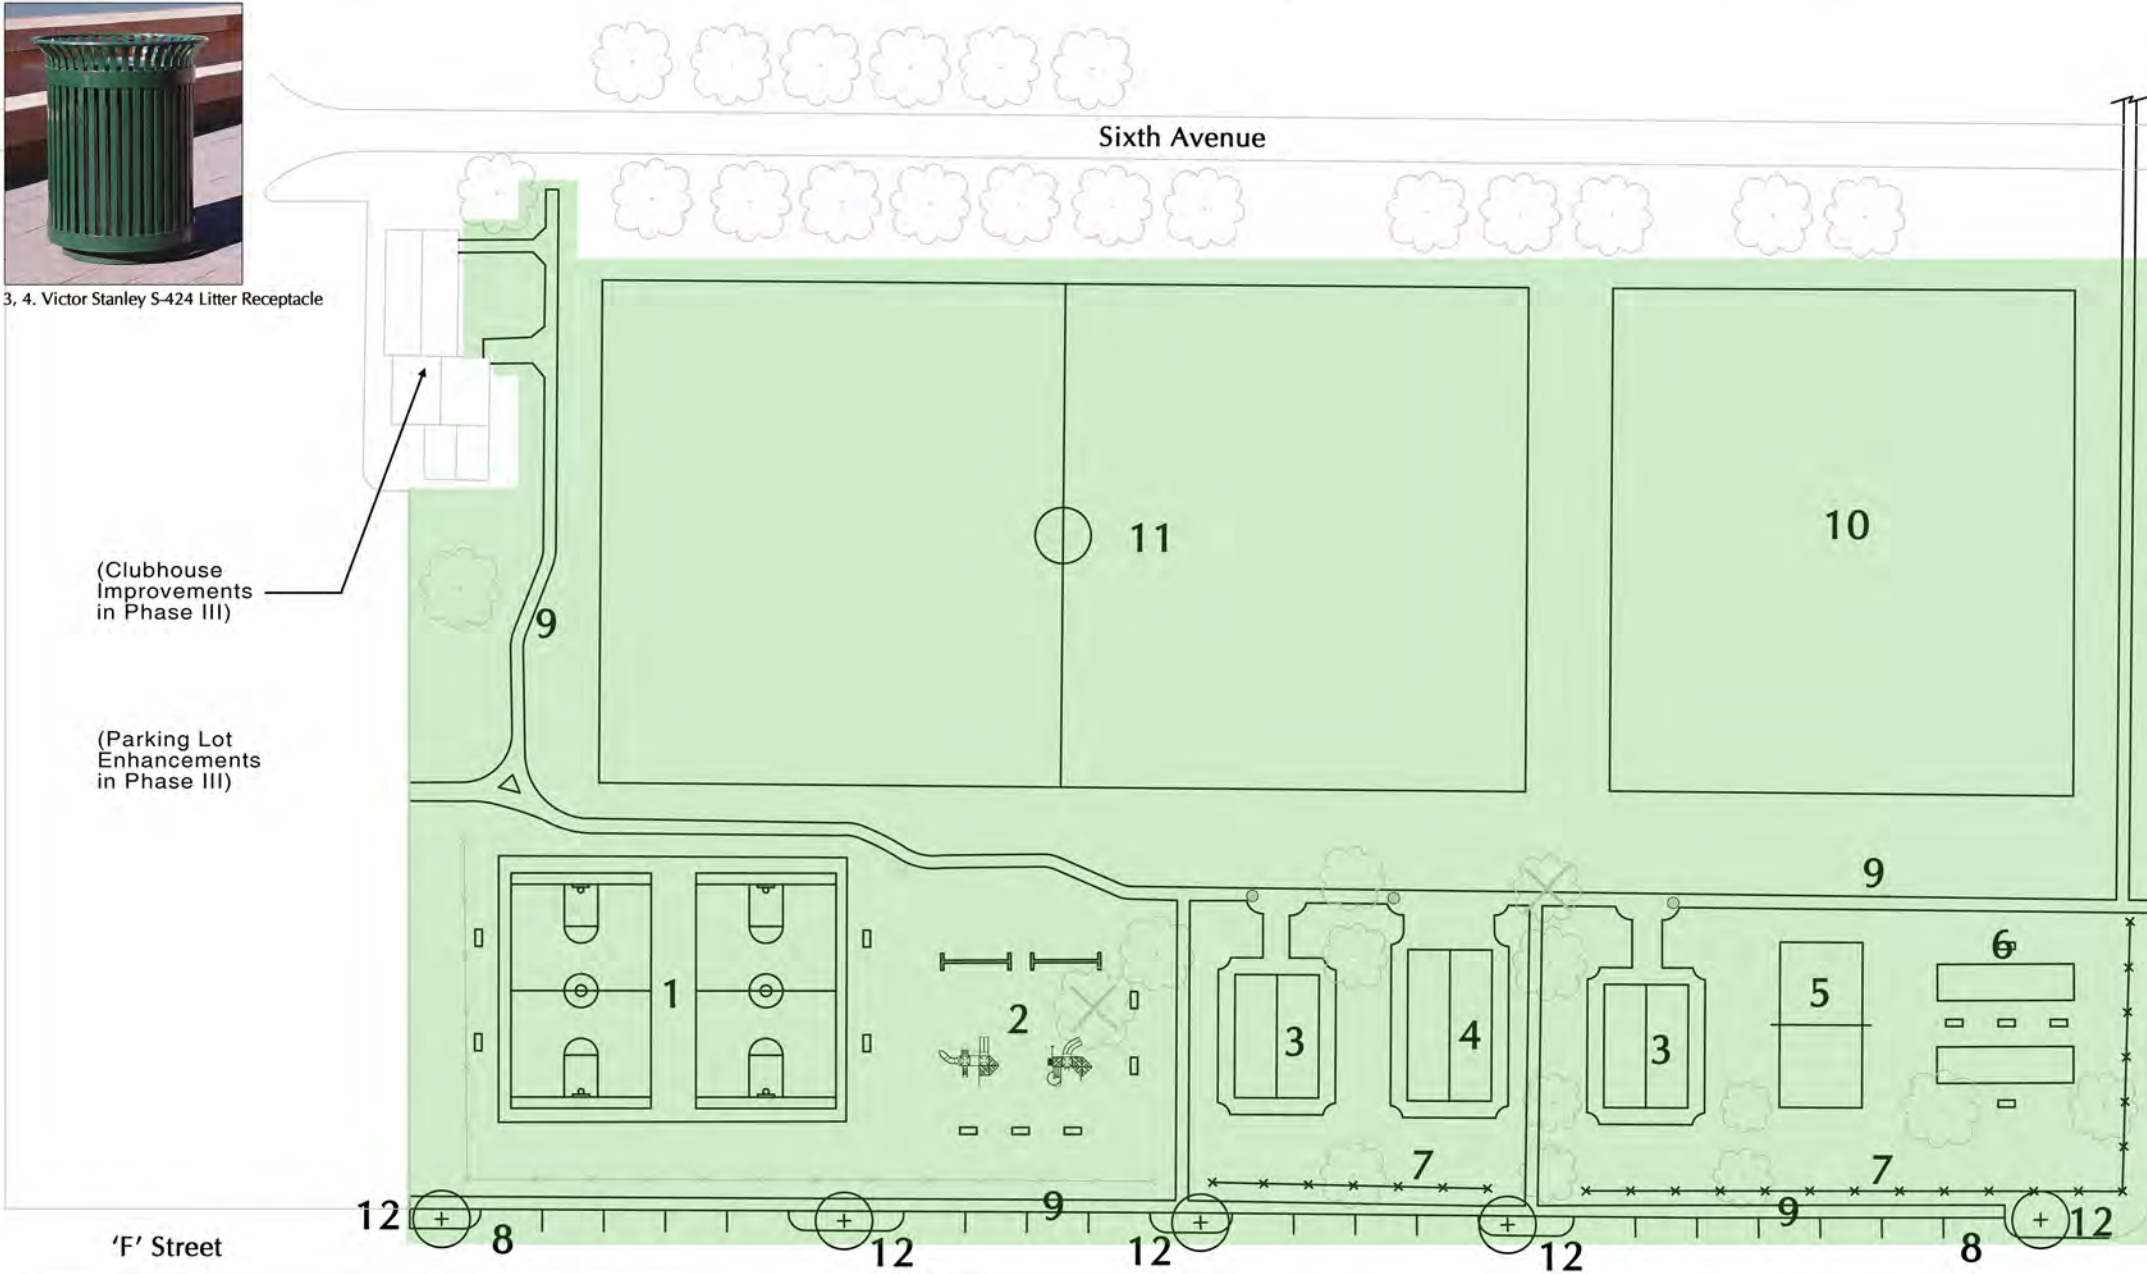 Sixth Avenue
3, 4. Victor Stanley S-424 Litter Receptacle
11
10
(Clubhouse
Improvements
in Phase III)
9
(Parking Lot
Enhancements
in Phase III)
9
6
1
5
2
3
4
3
7
7
12
9
9
12
'F' Street
8
12
12
12
8